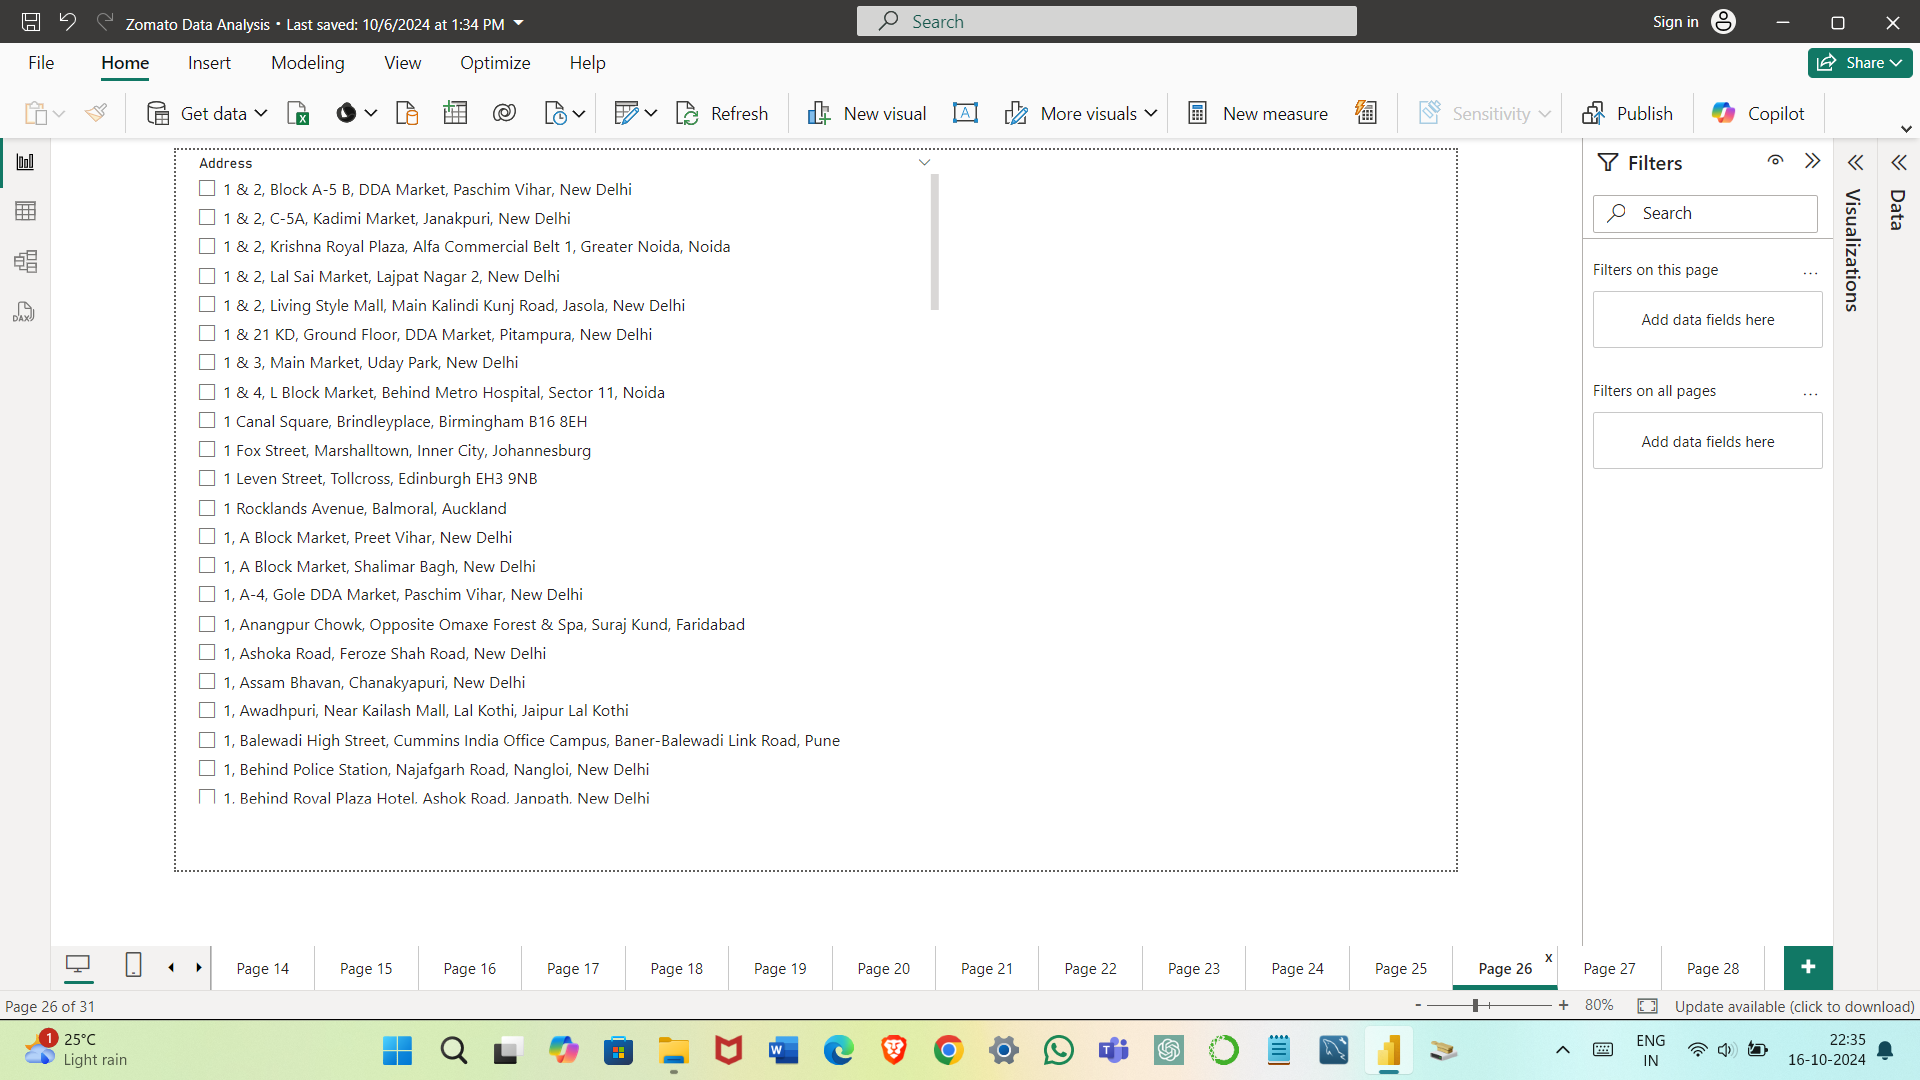 Zomato Data Analysis • Last saved: 10/6/2024 at 1:34 PM
Search
Sign in
File
Home
Insert
Modeling
View
Optimize
Help
Share
Get data
Refresh
New visual
More visuals
New measure
Sensitivity
Publish
Copilot
Address
1 & 2, Block A-5 B, DDA Market, Paschim Vihar, New Delhi
1 & 2, C-5A, Kadimi Market, Janakpuri, New Delhi
1 & 2, Krishna Royal Plaza, Alfa Commercial Belt 1, Greater Noida, Noida
1 & 2, Lal Sai Market, Lajpat Nagar 2, New Delhi
1 & 2, Living Style Mall, Main Kalindi Kunj Road, Jasola, New Delhi
1 & 21 KD, Ground Floor, DDA Market, Pitampura, New Delhi
1 & 3, Main Market, Uday Park, New Delhi
1 & 4, L Block Market, Behind Metro Hospital, Sector 11, Noida
1 Canal Square, Brindleyplace, Birmingham B16 8EH
1 Fox Street, Marshalltown, Inner City, Johannesburg
1 Leven Street, Tollcross, Edinburgh EH3 9NB
1 Rocklands Avenue, Balmoral, Auckland
1, A Block Market, Preet Vihar, New Delhi
1, A Block Market, Shalimar Bagh, New Delhi
1, A-4, Gole DDA Market, Paschim Vihar, New Delhi
1, Anangpur Chowk, Opposite Omaxe Forest & Spa, Suraj Kund, Faridabad
1, Ashoka Road, Feroze Shah Road, New Delhi
1, Assam Bhavan, Chanakyapuri, New Delhi
1, Awadhpuri, Near Kailash Mall, Lal Kothi, Jaipur Lal Kothi
1, Balewadi High Street, Cummins India Office Campus, Baner-Balewadi Link Road, Pune
1, Behind Police Station, Najafgarh Road, Nangloi, New Delhi
1, Behind Royal Plaza Hotel, Ashok Road, Janpath, New Delhi
Filters
Search
Filters on this page
...
Add data fields here
Filters on all pages
...
Add data fields here
Visualizations
Data
DAX
Page 14
Page 15
Page 16
Page 17
Page 18
Page 19
Page 20
Page 21
Page 22
Page 23
Page 24
Page 25
Page 26
x
Page 27
Page 28
+
Page 26 of 31
- + 80%
Update available (click to download)
1
25°C
Light rain
W
ENG
IN
22:35
16-10-2024